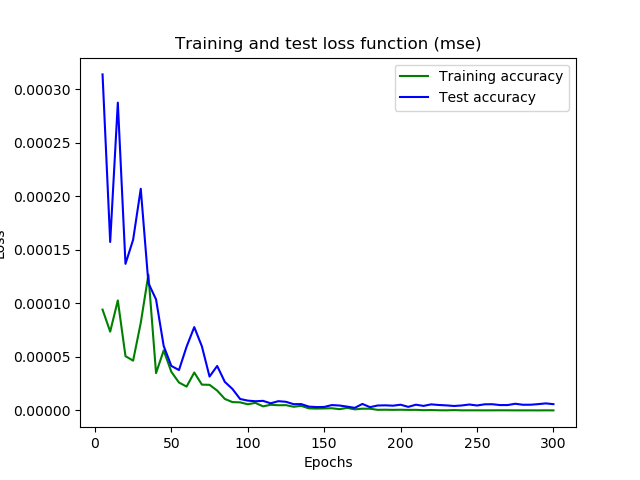 Training and test loss function (mse)
Training accuracy
Test accuracy
0.00030
0.00025
0.00020
0.00015
0.00010
0.00005
0.00000
Loss
0 50 100 150 200 250 300
Epochs